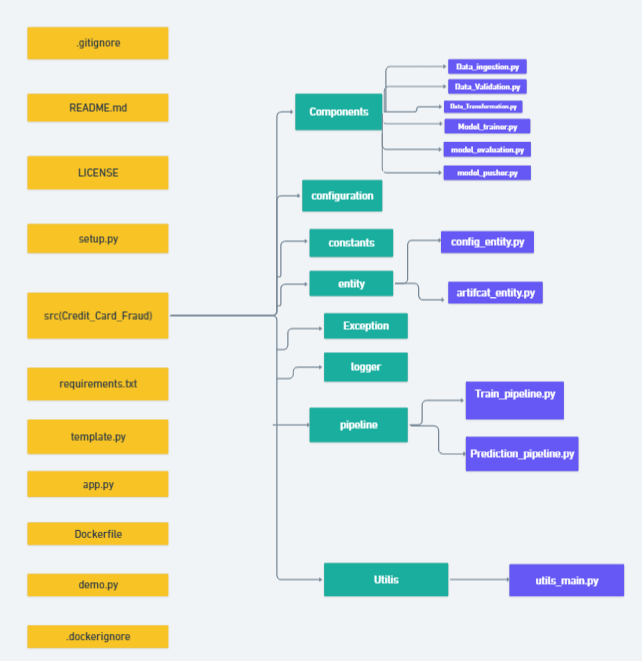 .gitignore
README.md
LICENSE
setup.py
src(Credit_Card_Fraud)
requirements.txt
template.py
app.py
Dockerfile
demo.py
.dockerignore
Components
configuration
constants
entity
Exception
logger
pipeline
Utilis
Data_ingestion.py
Data_Validation.py
Data_Transformation.py
Model_trainer.py
model_evaluation.py
model_pusher.py
config_entity.py
artifcat_entity.py
Train_pipeline.py
Prediction_pipeline.py
utils_main.py